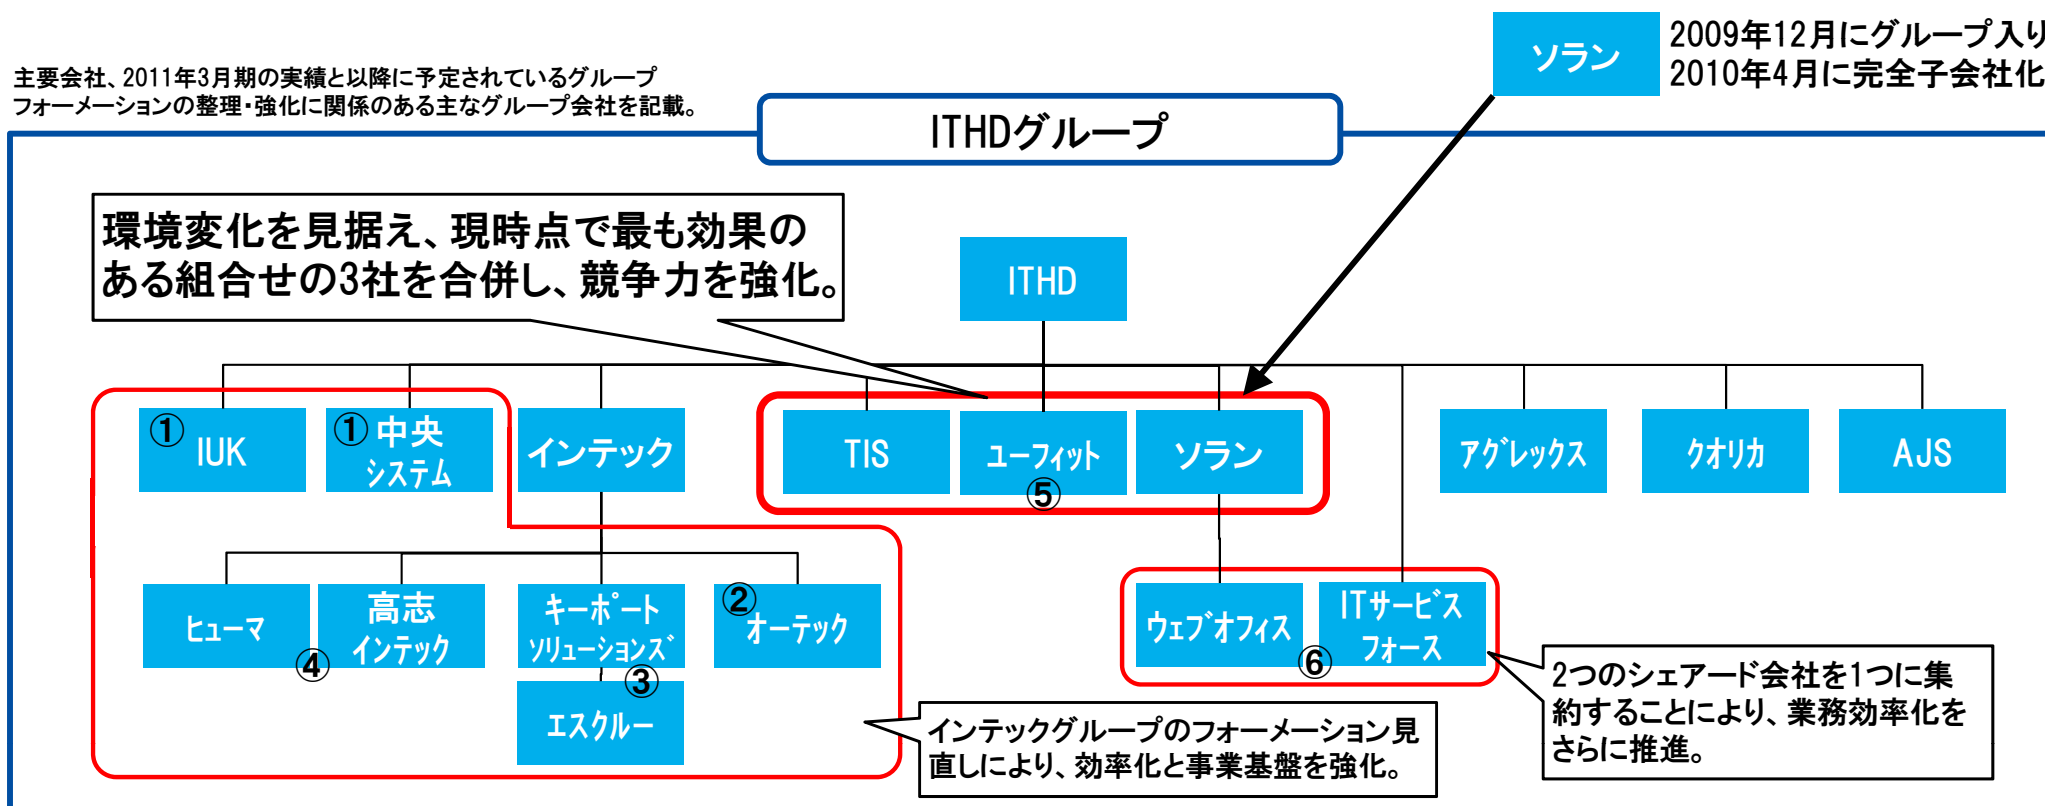 ソラン
2009年12月にグループ入り
2010年4月に完全子会社化
主要会社、2011年3月期の実績と以降に予定されているグループ
フォーメーションの整理・強化に関係のある主なグループ会社を記載。
ITHDグループ
環境変化を見据え、現時点で最も効果の
ある組合せの3社を合併し、競争力を強化。
ITHD
① IUK
① 中央
システム
インテック
TIS
ユーフィット
⑤
ソラン
アグレックス
クオリカ
AJS
ヒューマ
④
高志
インテック
キーポート
ソリューションズ
③
② オーテック
エスクルー
ウェブオフィス
⑥
ITサービス
フォース
インテックグループのフォーメーション見
直しにより、効率化と事業基盤を強化。
2つのシェアード会社を1つに集
約することにより、業務効率化を
さらに推進。